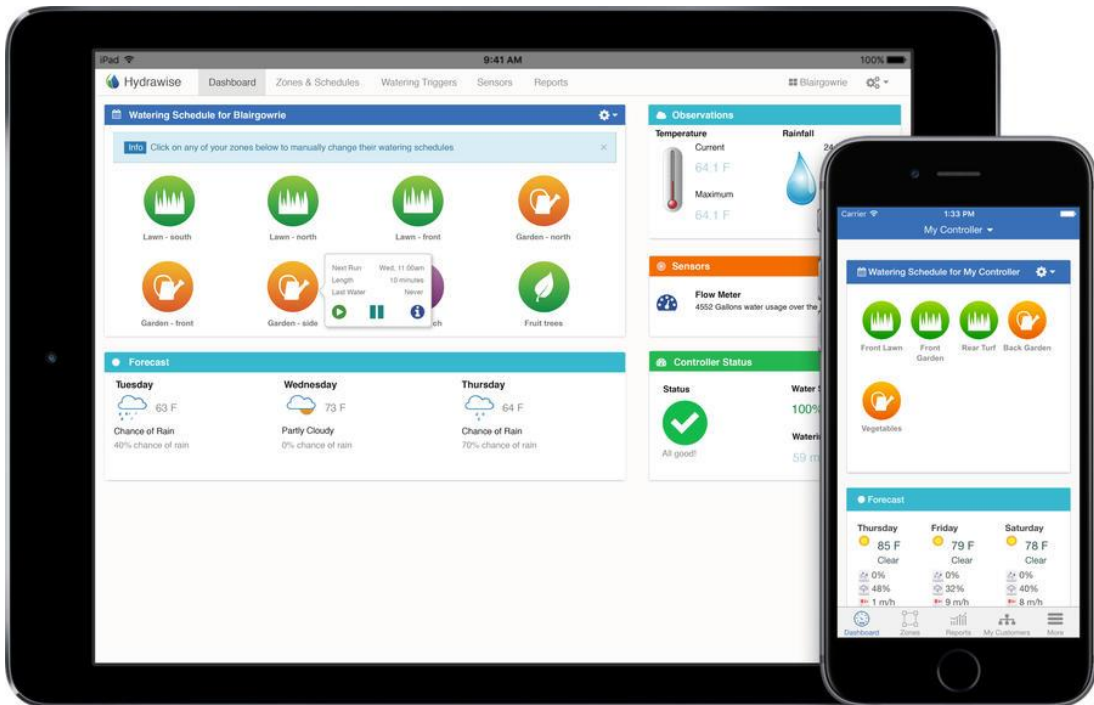 iPad 9:41 AM 100%
Hydrawise Dashboard Zones & Schedules Watering Triggers Sensors Reports Blairgowrie
Watering Schedule for Blairgowrie
Info Click on any of your zones below to manually change their watering schedules ×
Lawn - south Lawn - north Lawn - front Garden - north
Next Run Wed, 11:00am
Length 10 minutes
Last Water Never
Garden - front Garden - side Fruit trees
Forecast
Tuesday Wednesday Thursday
63 F 73 F 64 F
Chance of Rain Partly Cloudy Chance of Rain
40% chance of rain 0% chance of rain 70% chance of rain
Observations
Temperature Rainfall
Current 24
64.1 F
Maximum
64.1 F
Sensors
Flow Meter
4552 Gallons water usage over the
Controller Status
Status Water
100%
All good!
59 m
Carrier 1:33 PM
My Controller
Watering Schedule for My Controller
Front Lawn Front Garden Rear Turf Back Garden
Vegetables
Forecast
Thursday Friday Saturday
85 F 79 F 78 F
Clear Clear Clear
0% 0% 0%
48% 32% 40%
1 m/h 9 m/h 8 m/h
Dashboard Zones Reports My Customers More